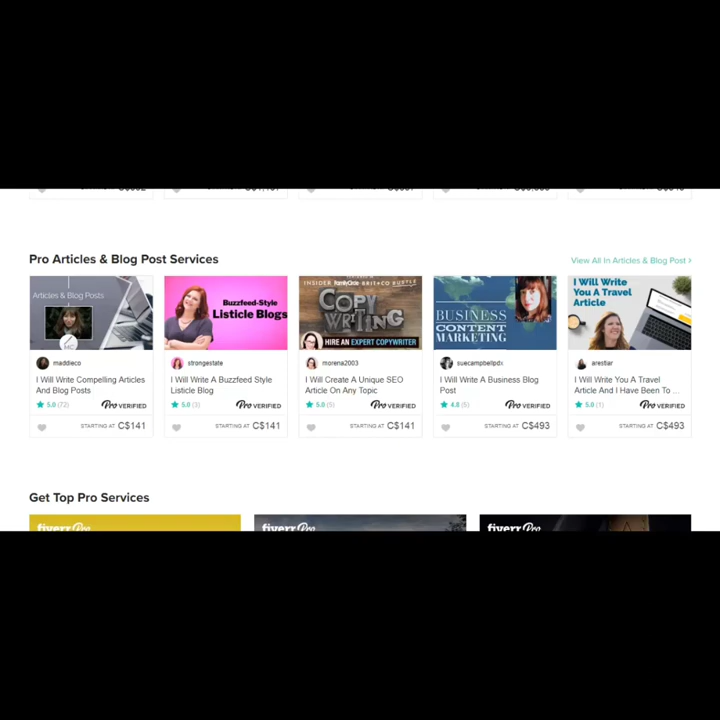 Pro Articles & Blog Post Services
View All In Articles & Blog Post >
Articles & Blog Posts
Buzzfeed-Style
Listicle Blogs
INSIDER FamilyGals BRIT+CO BUSTLE
COPY
WRITING
HIRE AN EXPERT COPYWRITER
BUSINESS
CONTENT
MARKETING
I Will Write
You A Travel
Article
maddieco
strongestate
morena2003
suecampbellpdx
arestlar
I Will Write Compelling Articles
And Blog Posts
I Will Write A Buzzfeed Style
Listicle Blog
I Will Create A Unique SEO
Article On Any Topic
I Will Write A Business Blog
Post
I Will Write You A Travel
Article And I Have Been To ...
5.0 (72) Pro VERIFIED
5.0 (3) Pro VERIFIED
5.0 (5) Pro VERIFIED
4.8 (5) Pro VERIFIED
5.0 (1) Pro VERIFIED
STARTING AT C$141
STARTING AT C$141
STARTING AT C$141
STARTING AT C$493
STARTING AT C$493
Get Top Pro Services
fiverr Pro
fiverr Pro
fiverr Pro